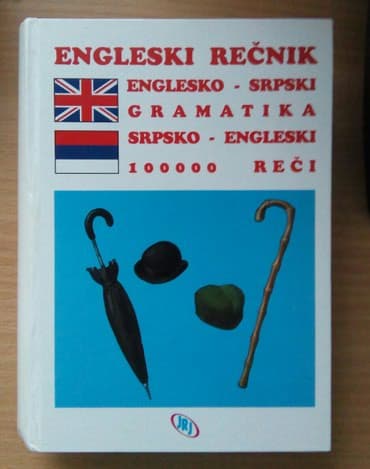 ENGLESKI REČNIK
ENGLESKO - SRPSKI
GRAMATIKA
SRPSKO - ENGLESKI
100000 REČI
JRJ